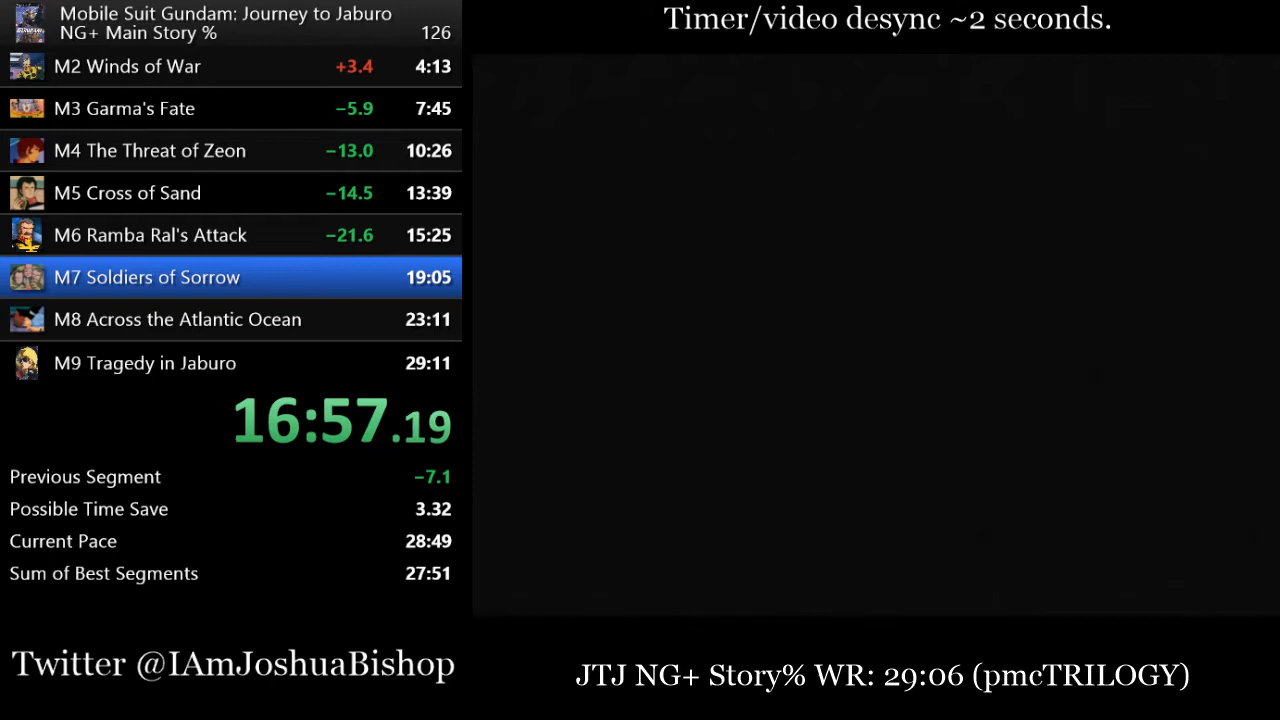 Mobile Suit Gundam: Journey to Jaburo
NG+ Main Story % 126
M2 Winds of War +3.4 4:13
M3 Garma's Fate −5.9 7:45
M4 The Threat of Zeon −13.0 10:26
M5 Cross of Sand −14.5 13:39
M6 Ramba Ral's Attack −21.6 15:25
M7 Soldiers of Sorrow 19:05
M8 Across the Atlantic Ocean 23:11
M9 Tragedy in Jaburo 29:11
16:57.19
Previous Segment −7.1
Possible Time Save 3.32
Current Pace 28:49
Sum of Best Segments 27:51
Twitter @IAmJoshuaBishop
Timer/video desync ~2 seconds.
JTJ NG+ Story% WR: 29:06 (pmcTRILOGY)